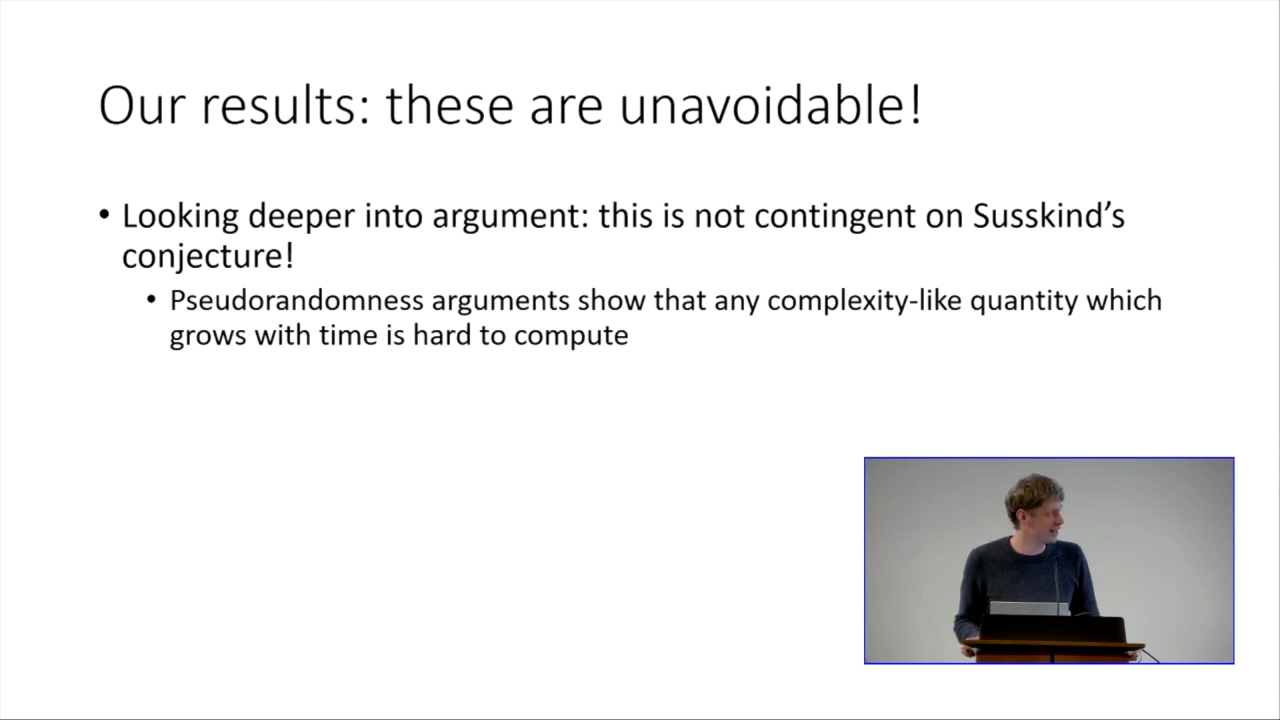 Our results: these are unavoidable!
• Looking deeper into argument: this is not contingent on Susskind’s
conjecture!
• Pseudorandomness arguments show that any complexity-like quantity which
grows with time is hard to compute